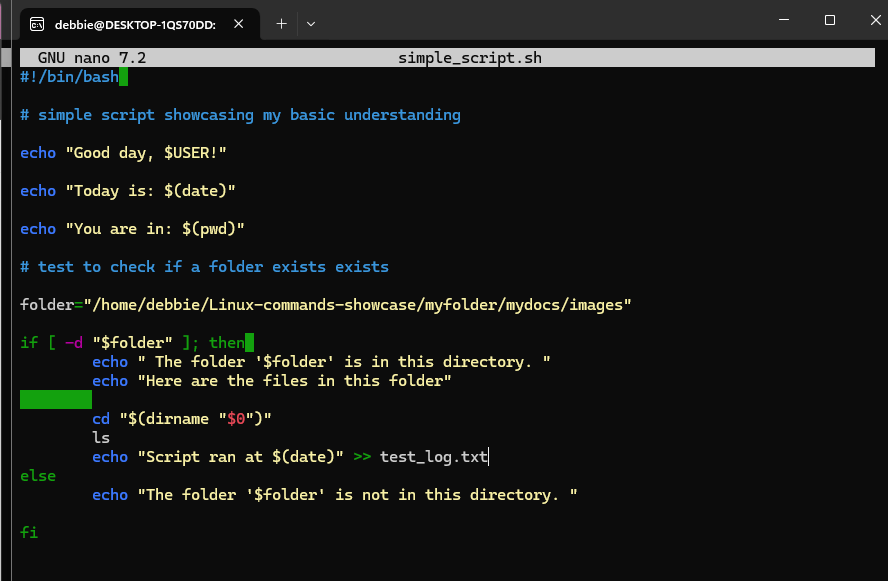 debbie@DESKTOP-1QS70DD:
GNU nano 7.2 simple_script.sh
#!/bin/bash
# simple script showcasing my basic understanding
echo "Good day, $USER!"
echo "Today is: $(date)"
echo "You are in: $(pwd)"
# test to check if a folder exists exists
folder="/home/debbie/Linux-commands-showcase/myfolder/mydocs/images"
if [ -d "$folder" ]; then
echo " The folder '$folder' is in this directory. "
echo "Here are the files in this folder"
cd "$(dirname "$0")"
ls
echo "Script ran at $(date)" >> test_log.txt
else
echo "The folder '$folder' is not in this directory. "
fi